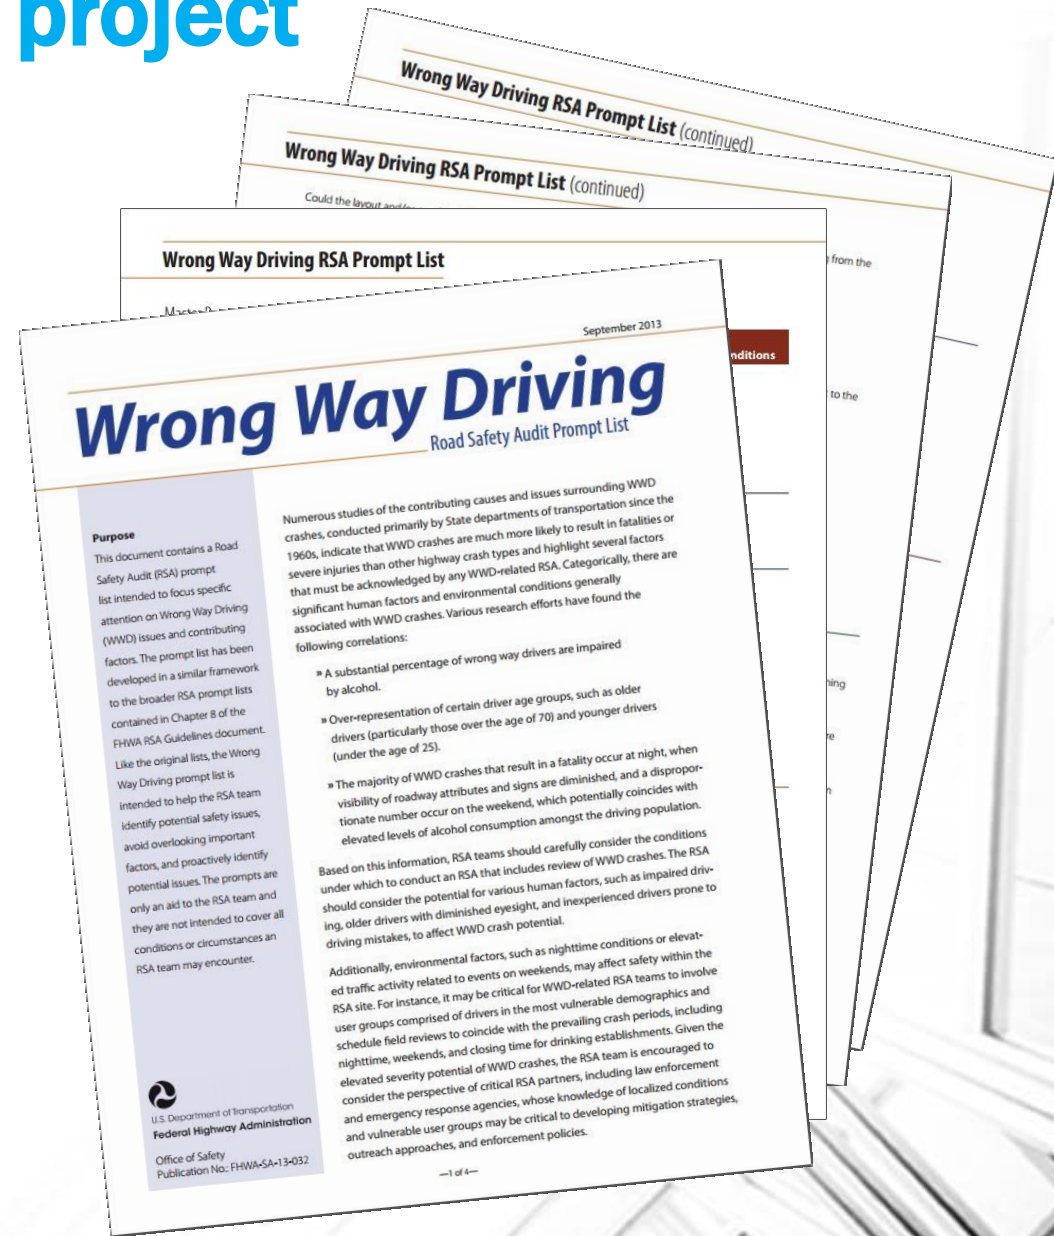 project
Wrong Way Driving RSA Prompt List (continued)
Wrong Way Driving RSA Prompt List (continued)
Could the layout
from the
Wrong Way Driving RSA Prompt List
nditions
to the
ning
September 2013
Wrong Way Driving
Road Safety Audit Prompt List
Purpose
This document contains a Road
Safety Audit (RSA) prompt
list intended to focus specific
attention on Wrong Way Driving
(WWD) issues and contributing
factors. The prompt list has been
developed in a similar framework
to the broader RSA prompt lists
contained in Chapter 8 of the
FHWA RSA Guidelines document.
Like the original lists, the Wrong
Way Driving prompt list is
intended to help the RSA team
identify potential safety issues,
avoid overlooking important
factors, and proactively identify
potential issues. The prompts are
only an aid to the RSA team and
they are not intended to cover all
conditions or circumstances an
RSA team may encounter.
U.S. Department of Transportation
Federal Highway Administration
Office of Safety
Publication No.: FHWA-SA-13-032
Numerous studies of the contributing causes and issues surrounding WWD
crashes, conducted primarily by State departments of transportation since the
1960s, indicate that WWD crashes are much more likely to result in fatalities or
severe injuries than other highway crash types and highlight several factors
that must be acknowledged by any WWD-related RSA. Categorically, there are
significant human factors and environmental conditions generally
associated with WWD crashes. Various research efforts have found the
following correlations:
» A substantial percentage of wrong way drivers are impaired
by alcohol.
» Over-representation of certain driver age groups, such as older
drivers (particularly those over the age of 70) and younger drivers
(under the age of 25).
» The majority of WWD crashes that result in a fatality occur at night, when
visibility of roadway attributes and signs are diminished, and a dispropor-
tionate number occur on the weekend, which potentially coincides with
elevated levels of alcohol consumption amongst the driving population.
Based on this information, RSA teams should carefully consider the conditions
under which to conduct an RSA that includes review of WWD crashes. The RSA
should consider the potential for various human factors, such as impaired driv-
ing, older drivers with diminished eyesight, and inexperienced drivers prone to
driving mistakes, to affect WWD crash potential.
Additionally, environmental factors, such as nighttime conditions or elevat-
ed traffic activity related to events on weekends, may affect safety within the
RSA site. For instance, it may be critical for WWD-related RSA teams to involve
user groups comprised of drivers in the most vulnerable demographics and
schedule field reviews to coincide with the prevailing crash periods, including
nighttime, weekends, and closing time for drinking establishments. Given the
elevated severity potential of WWD crashes, the RSA team is encouraged to
consider the perspective of critical RSA partners, including law enforcement
and emergency response agencies, whose knowledge of localized conditions
and vulnerable user groups may be critical to developing mitigation strategies,
outreach approaches, and enforcement policies.
—1 of 4—